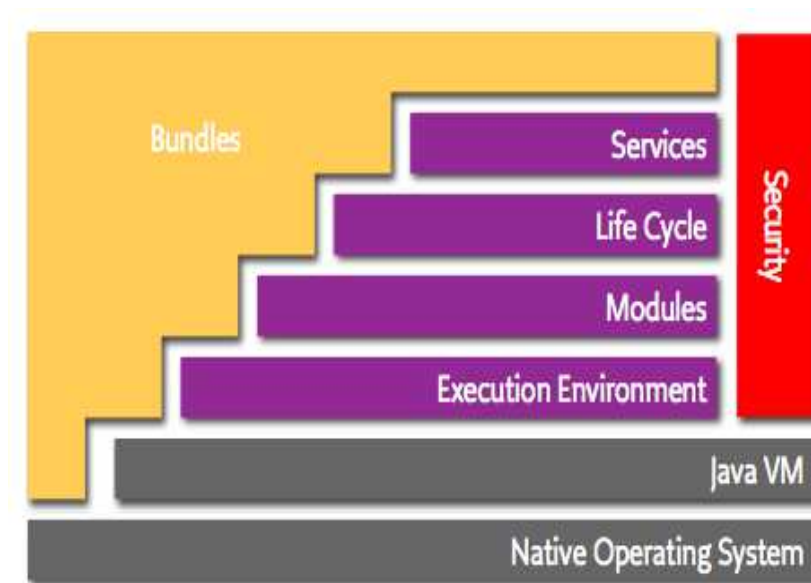 Bundles
Services
Life Cycle
Modules
Execution Environment
Java VM
Native Operating System
Security